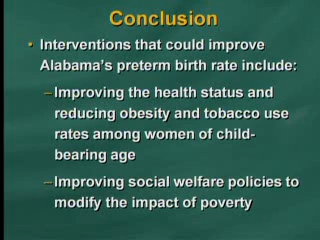 Conclusion
• Interventions that could improve
Alabama's preterm birth rate include:
– Improving the health status and
reducing obesity and tobacco use
rates among women of child-
bearing age
– Improving social welfare policies to
modify the impact of poverty